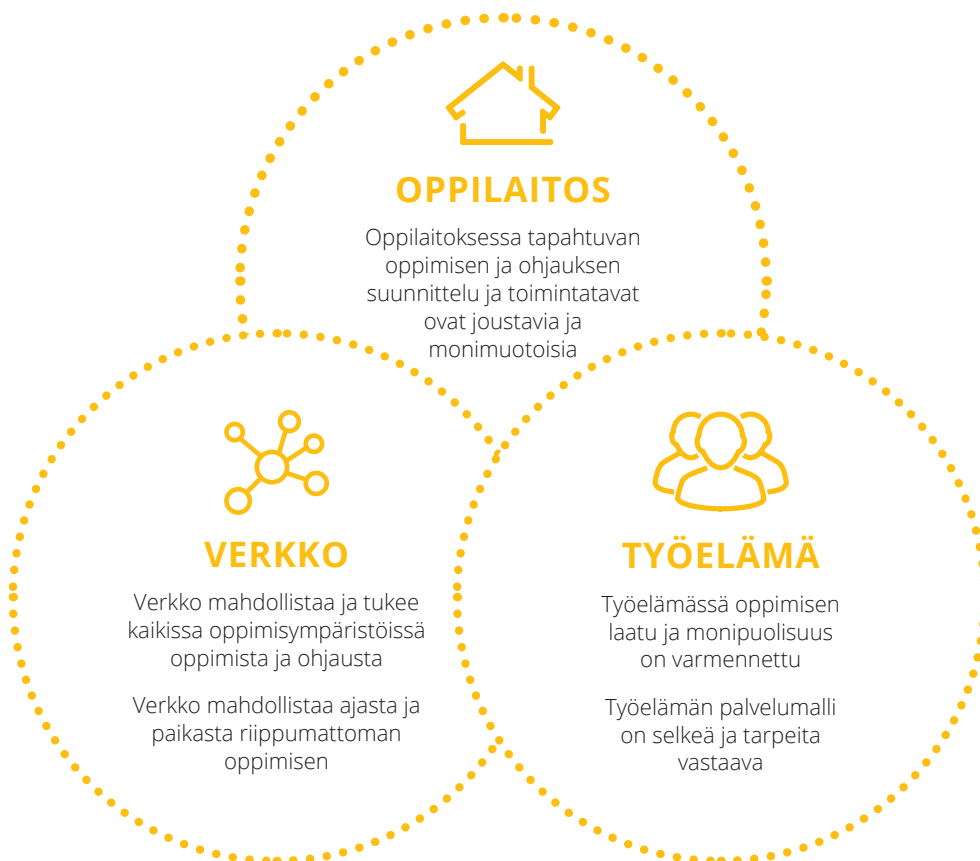 OPPILAITOS
Oppilaitoksessa tapahtuvan
oppimisen ja ohjauksen
suunnittelu ja toimintatavat
ovat joustavia ja
monimuotoisia
VERKKO
Verkko mahdollistaa ja tukee
kaikissa oppimisympäristöissä
oppimista ja ohjausta
Verkko mahdollistaa ajasta ja
paikasta riippumattoman
oppimisen
TYÖELÄMÄ
Työelämässä oppimisen
laatu ja monipuolisuus
on varmennettu
Työelämän palvelumalli
on selkeä ja tarpeita
vastaava